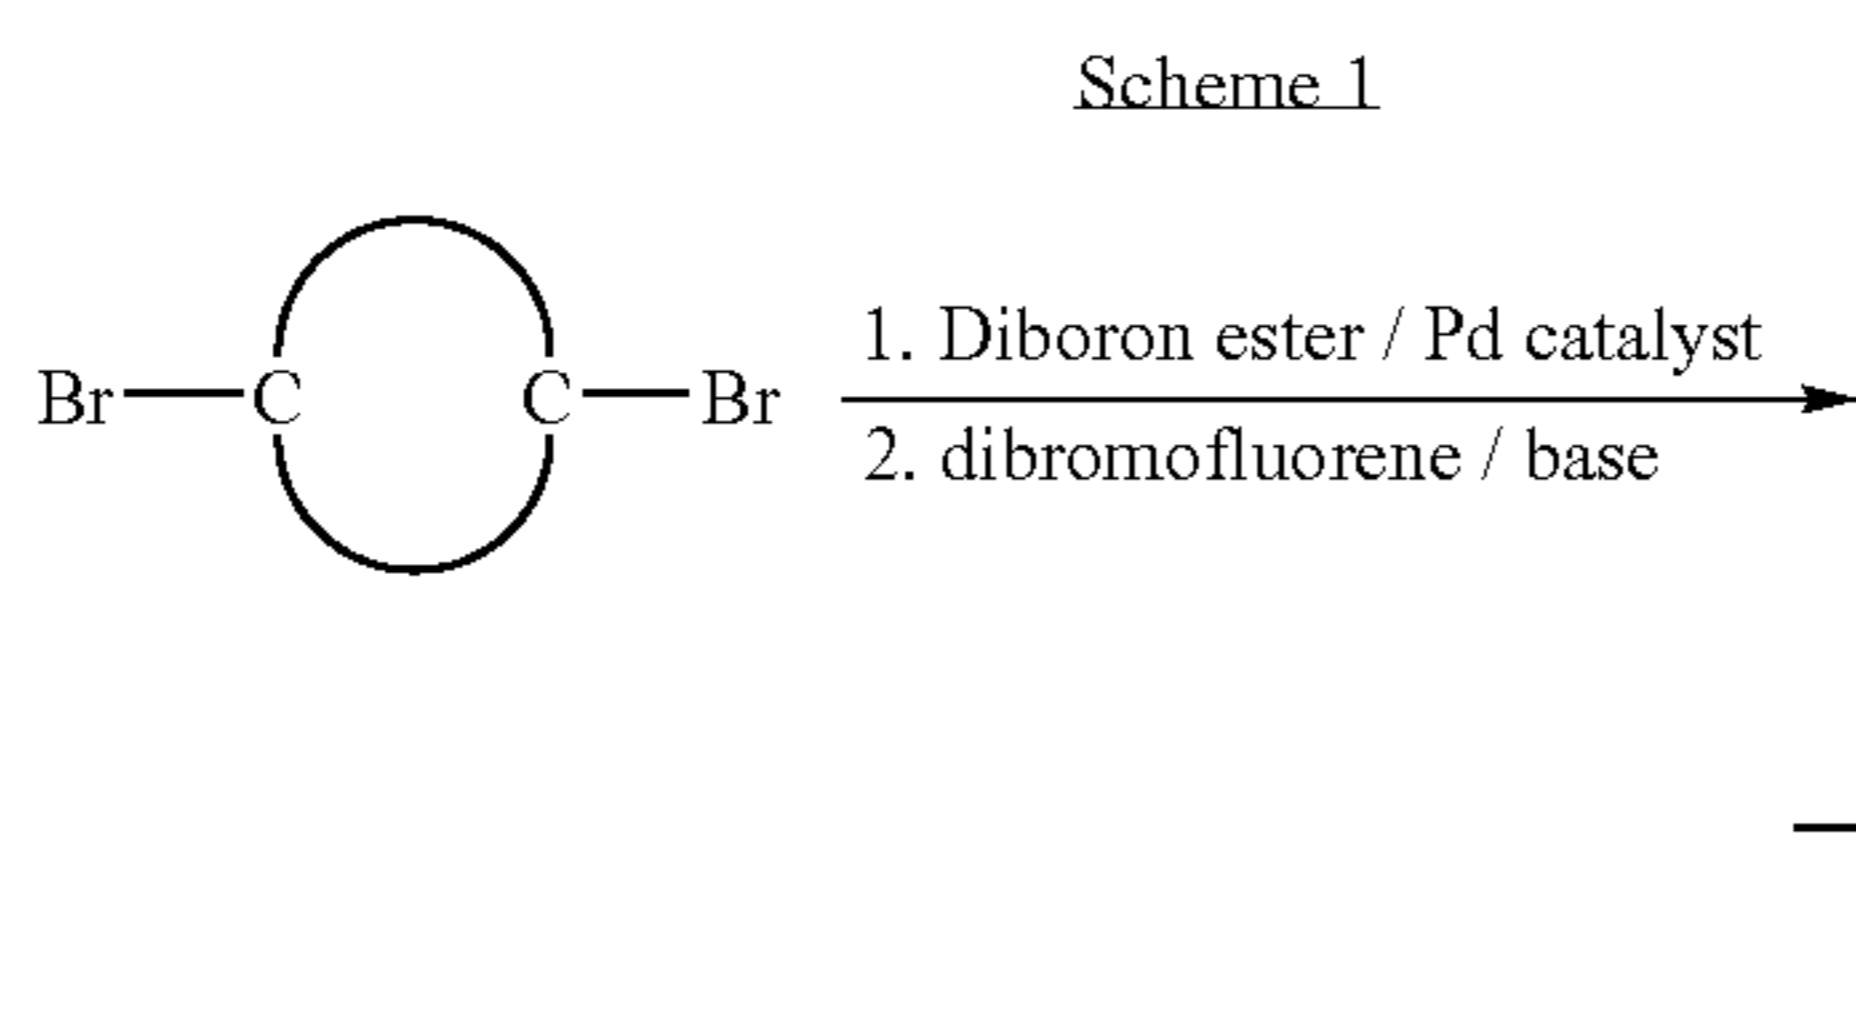 Scheme 1
1. Diboron ester / Pd catalyst
Br—C C—Br
2. dibromofluorene / base